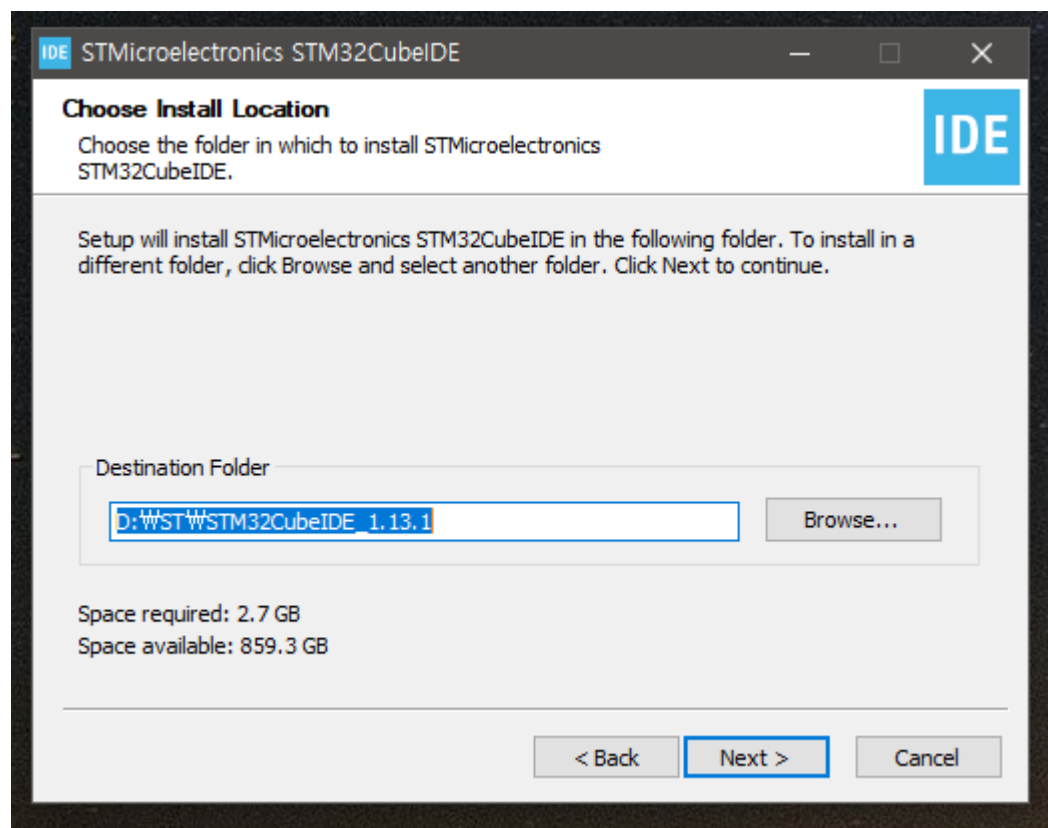 IDE STMicroelectronics STM32CubeIDE
Choose Install Location
Choose the folder in which to install STMicroelectronics
STM32CubeIDE.
IDE
Setup will install STMicroelectronics STM32CubeIDE in the following folder. To install in a
different folder, click Browse and select another folder. Click Next to continue.
Destination Folder
D:₩ST₩STM32CubeIDE_1.13.1
Browse...
Space required: 2.7 GB
Space available: 859.3 GB
< Back
Next >
Cancel